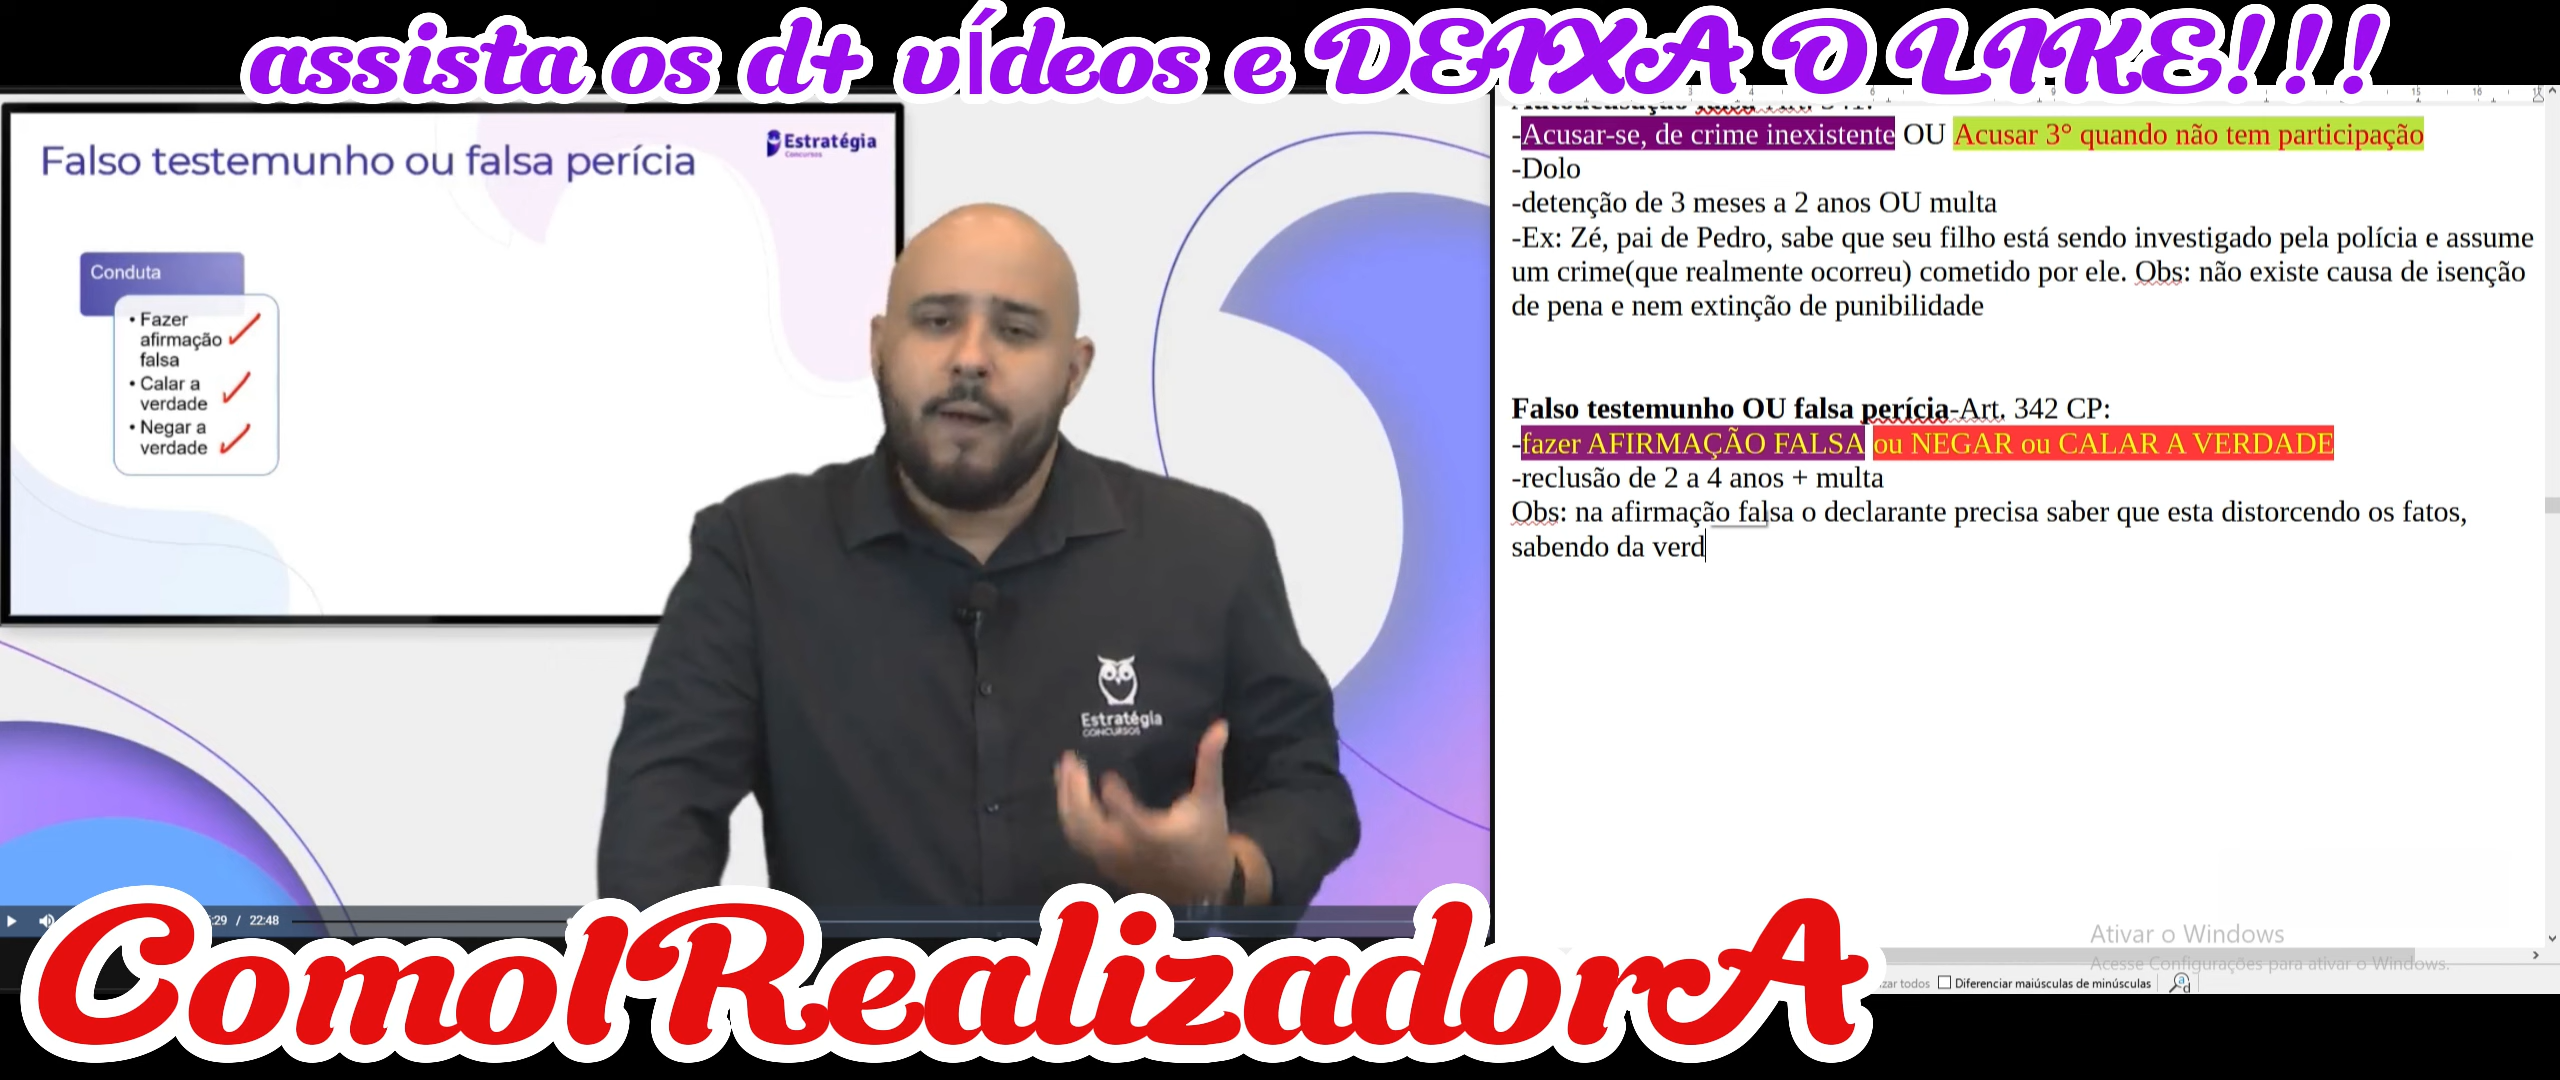 assista os d+ vídeos e DEIXA O LIKE!!!
Falso testemunho ou falsa perícia
Estratégia
Concursos
Conduta
• Fazer
afirmação
falsa
• Calar a
verdade
• Negar a
verdade
Estratégia
CONCURSOS
:29 / 22:48
-Acusar-se, de crime inexistente OU Acusar 3° quando não tem participação
-Dolo
-detenção de 3 meses a 2 anos OU multa
-Ex: Zé, pai de Pedro, sabe que seu filho está sendo investigado pela polícia e assume
um crime(que realmente ocorreu) cometido por ele. Obs: não existe causa de isenção
de pena e nem extinção de punibilidade
Falso testemunho OU falsa perícia-Art. 342 CP:
-fazer AFIRMAÇÃO FALSA ou NEGAR ou CALAR A VERDADE
-reclusão de 2 a 4 anos + multa
Obs: na afirmação falsa o declarante precisa saber que esta distorcendo os fatos,
sabendo da verd
Ativar o Windows
Acesse Configurações para ativar o Windows.
todos Diferenciar maiúsculas de minúsculas
ComoIRealizadorA